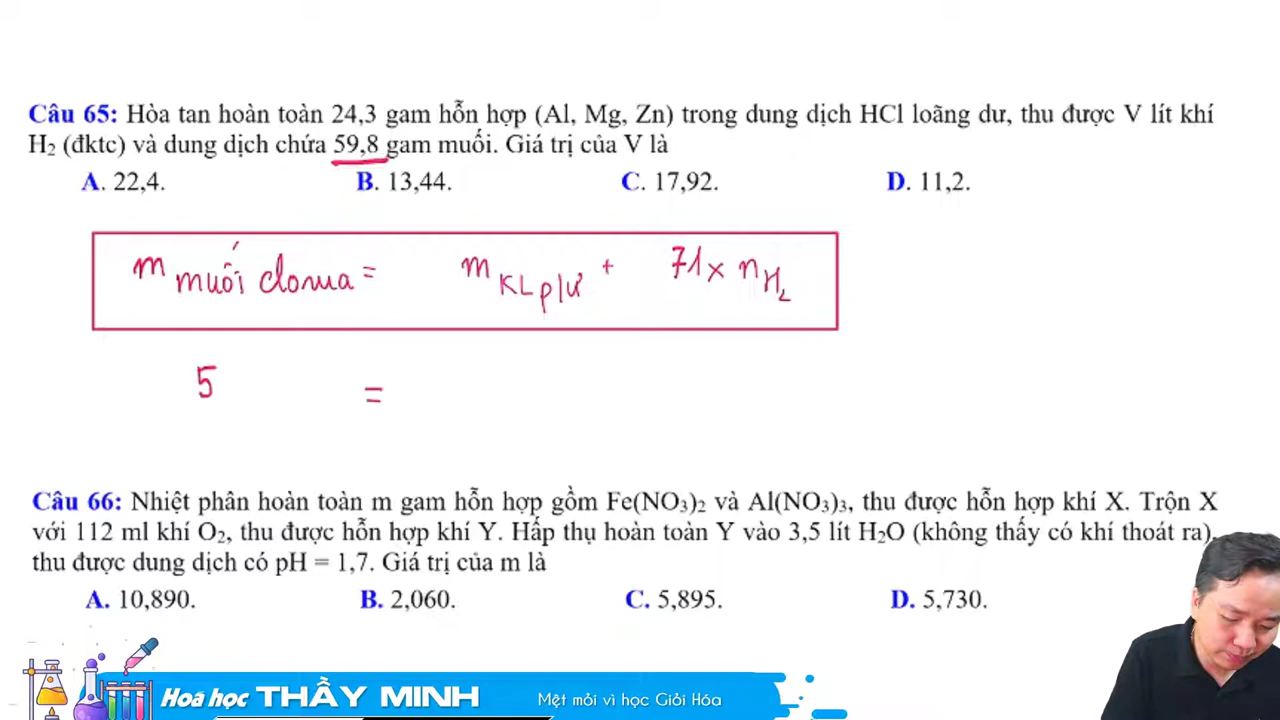 Câu 65: Hòa tan hoàn toàn 24,3 gam hỗn hợp (Al, Mg, Zn) trong dung dịch HCl loãng dư, thu được V lít khí
H₂ (đktc) và dung dịch chứa 59,8 gam muối. Giá trị của V là
A. 22,4. B. 13,44. C. 17,92. D. 11,2.
m muối clorua = m KL p/ư + 71 x n H₂
5 =
Câu 66: Nhiệt phân hoàn toàn m gam hỗn hợp gồm Fe(NO₃)₂ và Al(NO₃)₃, thu được hỗn hợp khí X. Trộn X
với 112 ml khí O₂, thu được hỗn hợp khí Y. Hấp thụ hoàn toàn Y vào 3,5 lít H₂O (không thấy có khí thoát ra),
thu được dung dịch có pH = 1,7. Giá trị của m là
A. 10,890. B. 2,060. C. 5,895. D. 5,730.
Hoá học THẦY MINH Mệt mỏi vì học Giỏi Hóa